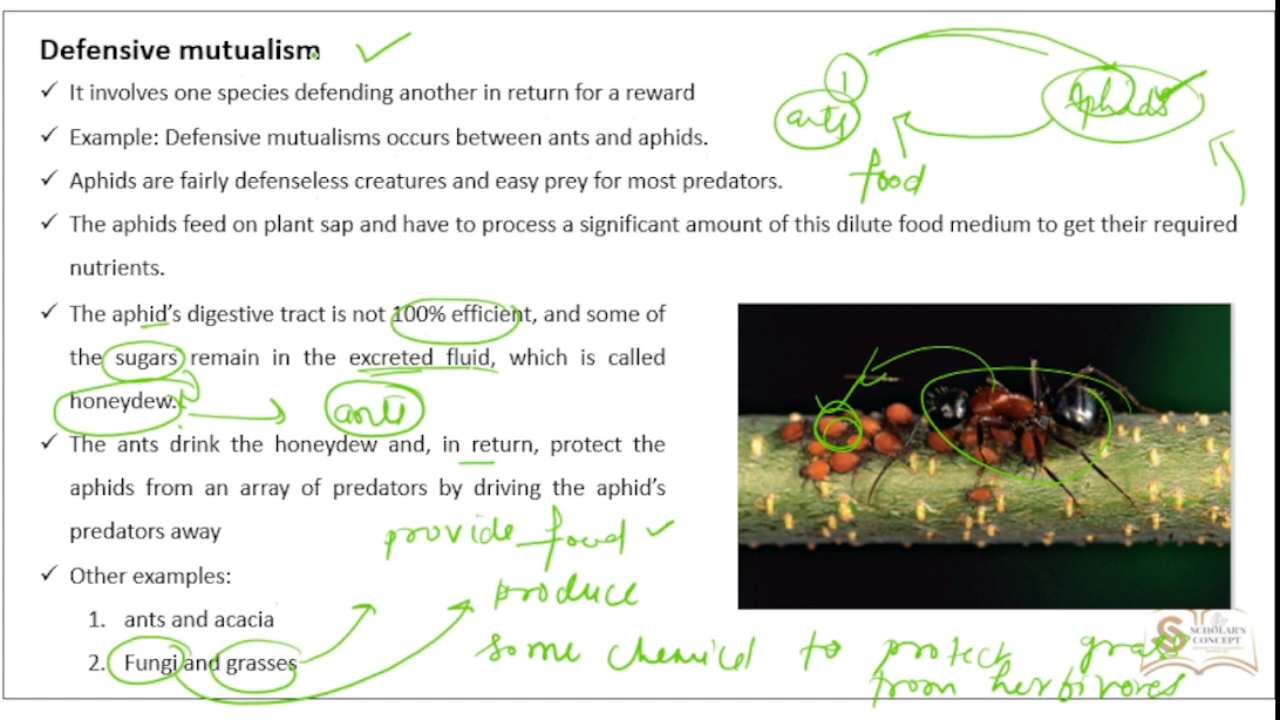 Defensive mutualism
✓ It involves one species defending another in return for a reward
✓ Example: Defensive mutualisms occurs between ants and aphids.
✓ Aphids are fairly defenseless creatures and easy prey for most predators.
✓ The aphids feed on plant sap and have to process a significant amount of this dilute food medium to get their required
nutrients.
✓ The aphid's digestive tract is not 100% efficient, and some of
the sugars remain in the excreted fluid, which is called
honeydew.
ants
✓ The ants drink the honeydew and, in return, protect the
aphids from an array of predators by driving the aphid's
predators away
✓ Other examples:
1. ants and acacia
2. Fungi and grasses
1
ants
Aphids
food
provide food ✓
produce
some chemical to protect grass
from herbivores
SCHOLAR'S
CONCEPT